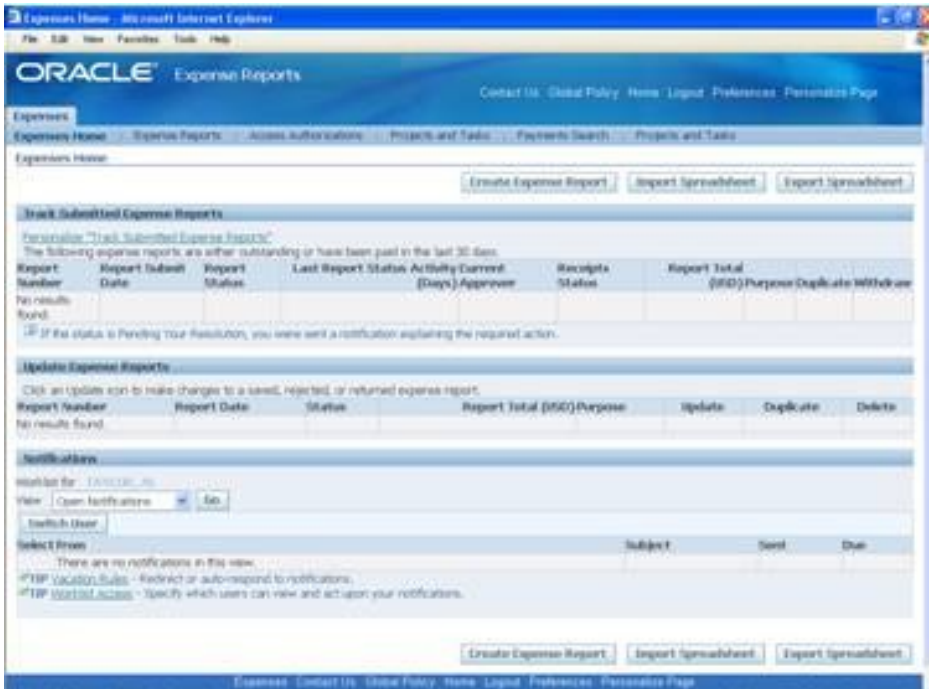 Expenses Home - Microsoft Internet Explorer
File Edit View Favorites Tools Help
ORACLE Expense Reports
Contact Us Global Policy Home Logout Preferences Personalize Page
Expenses
Expenses Home Expense Reports Access Authorizations Projects and Tasks Payments Search Projects and Tasks
Expenses Home
Create Expense Report Import Spreadsheet Export Spreadsheet
Track Submitted Expense Reports
Personalize "Track Submitted Expense Reports"
The following expense reports are either outstanding or have been paid in the last 30 days.
Report Number Report Submit Date Report Status Last Report Status Activity (Days) Current Approver Receipts Status Report Total (USD) Purpose Duplicate Withdraw
No results found.
If the status is Pending Your Resolution, you were sent a notification explaining the required action.
Update Expense Reports
Click an Update icon to make changes to a saved, rejected, or returned expense report.
Report Number Report Date Status Report Total (USD) Purpose Update Duplicate Delete
No results found.
Notifications
Worklist for
View Open Notifications Go
Switch User
Select From Subject Sent Due
There are no notifications in this view.
TIP Vacation Rules - Redirect or auto-respond to notifications.
TIP Worklist Access - Specify which users can view and act upon your notifications.
Create Expense Report Import Spreadsheet Export Spreadsheet
Expenses Contact Us Global Policy Home Logout Preferences Personalize Page